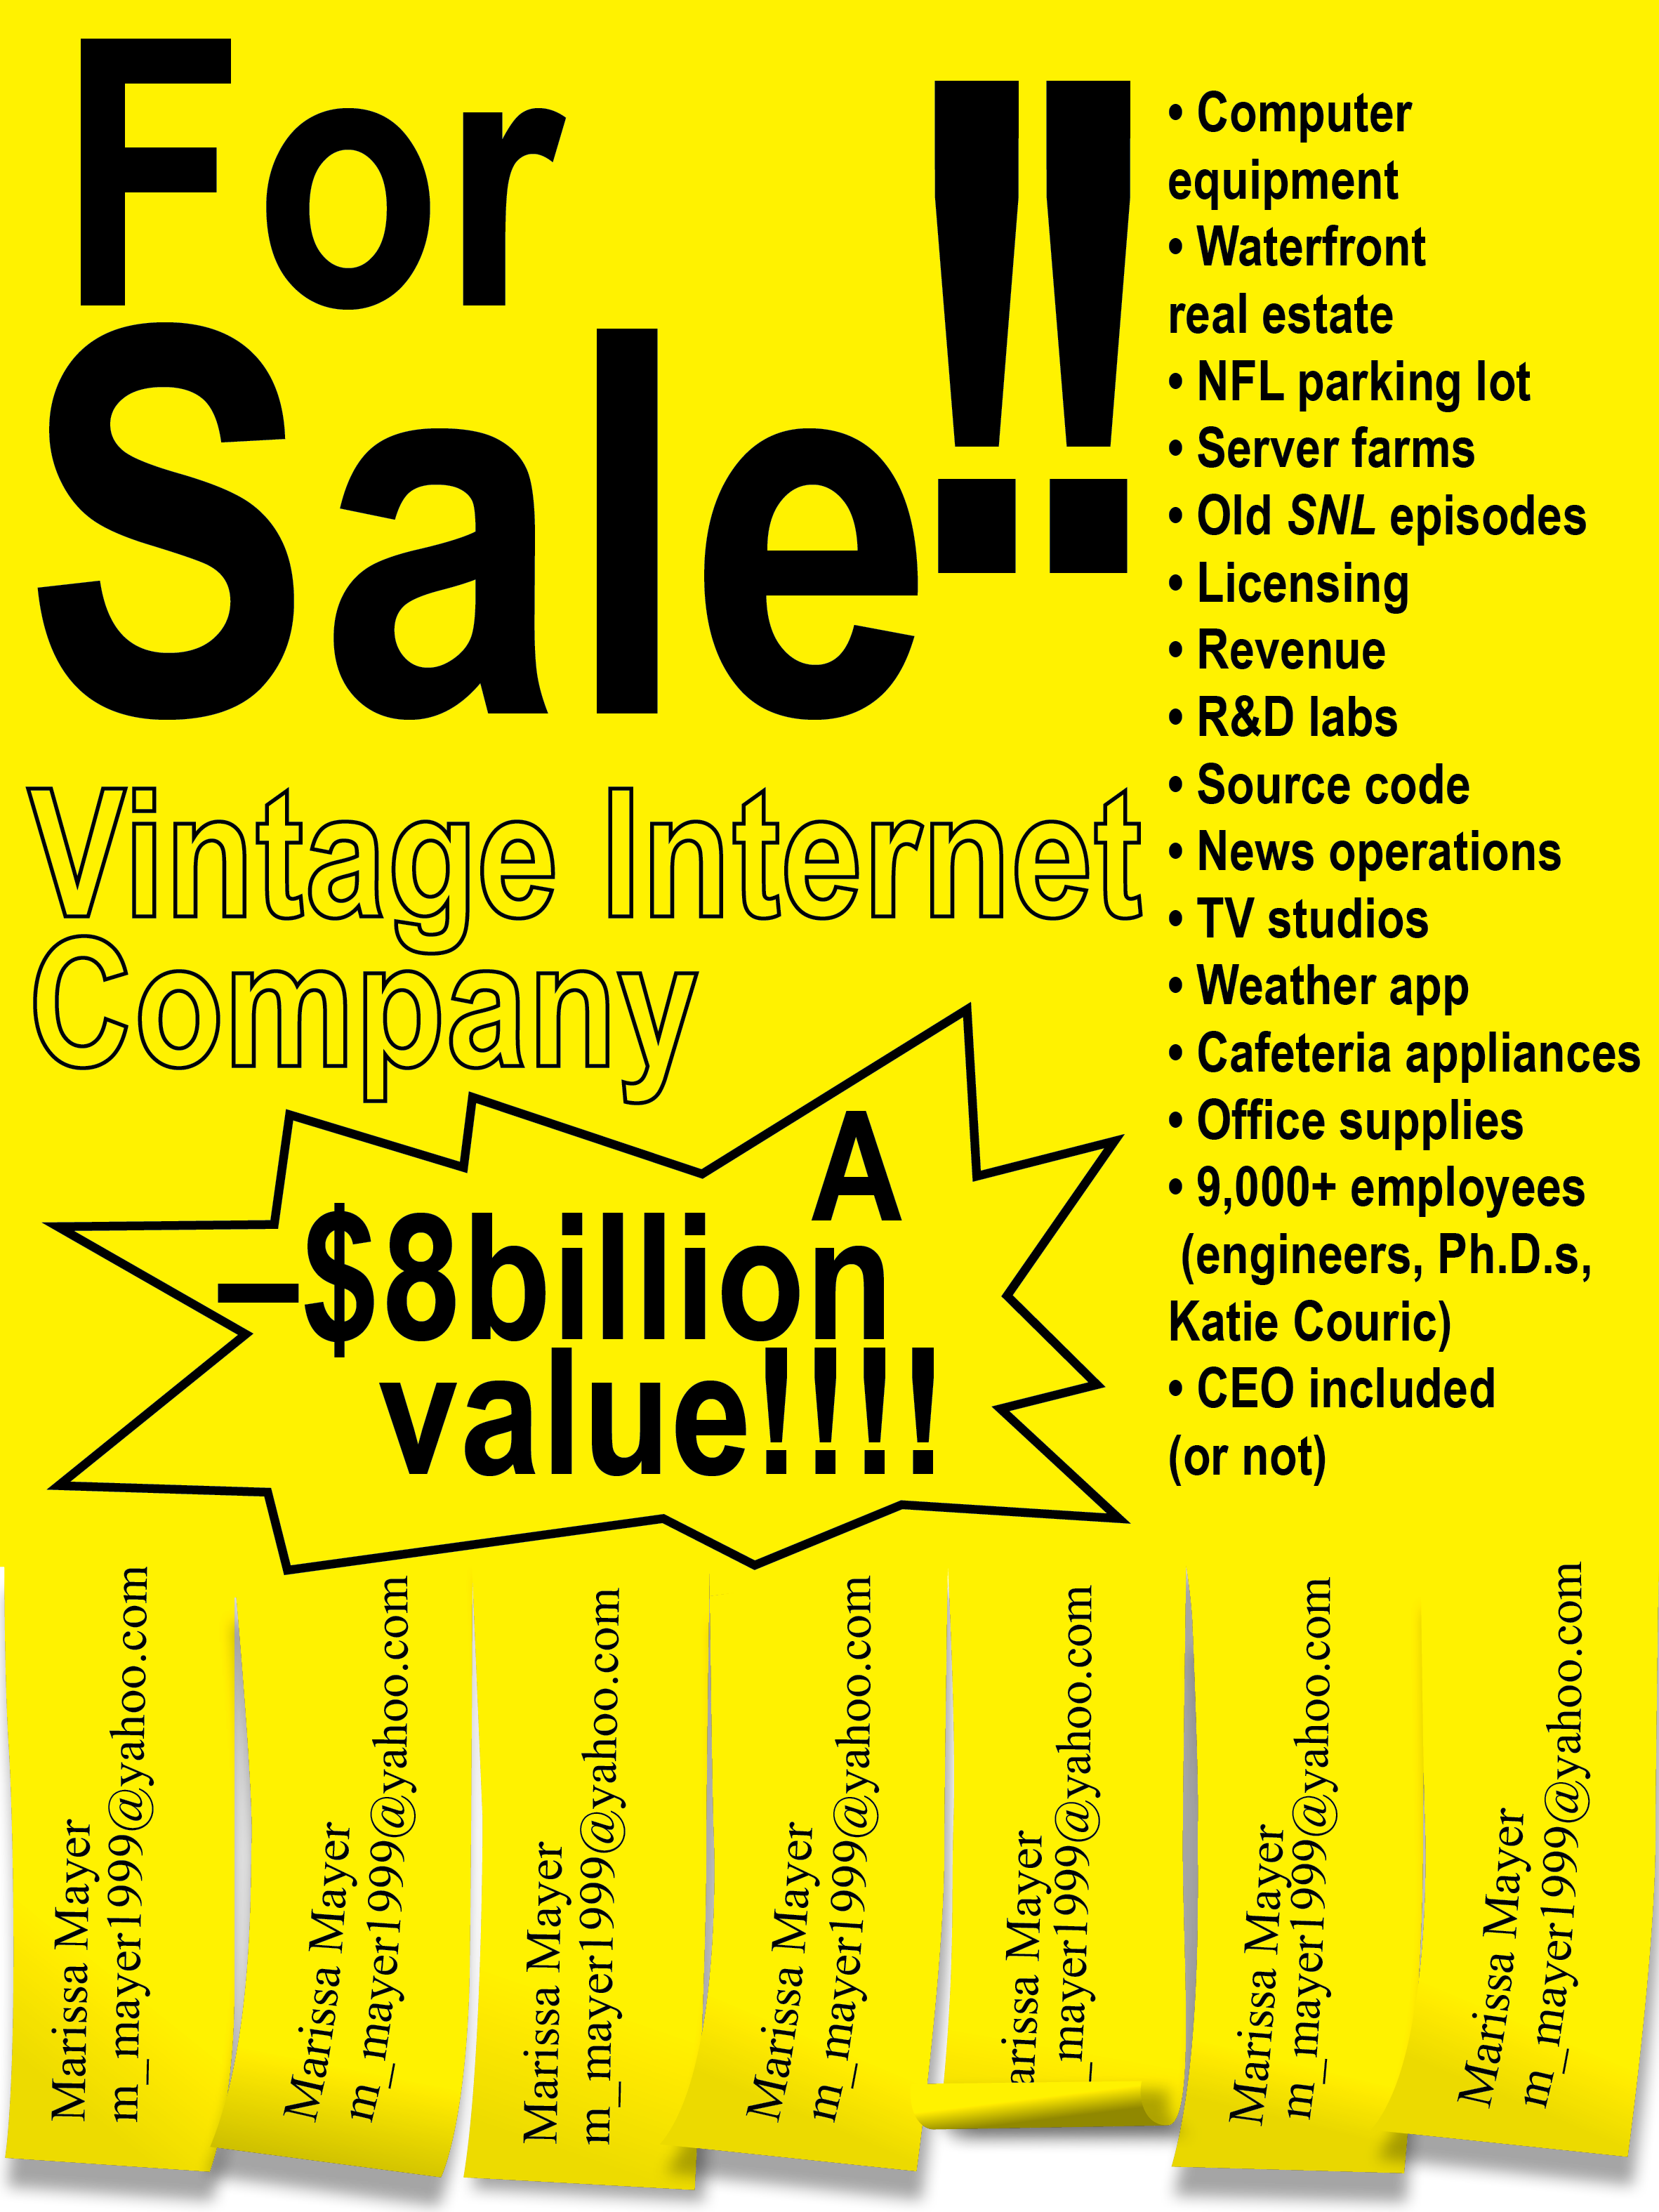 For
Sale!!
Vintage Internet
Company
A
–$8billion
value!!!!
• Computer
equipment
• Waterfront
real estate
• NFL parking lot
• Server farms
• Old SNL episodes
• Licensing
• Revenue
• R&D labs
• Source code
• News operations
• TV studios
• Weather app
• Cafeteria appliances
• Office supplies
• 9,000+ employees
(engineers, Ph.D.s,
Katie Couric)
• CEO included
(or not)
Marissa Mayer
m_mayer1999@yahoo.com
Marissa Mayer
m_mayer1999@yahoo.com
Marissa Mayer
m_mayer1999@yahoo.com
Marissa Mayer
m_mayer1999@yahoo.com
arissa Mayer
_mayer1999@yahoo.com
Marissa Mayer
m_mayer1999@yahoo.com
Marissa Mayer
m_mayer1999@yahoo.com